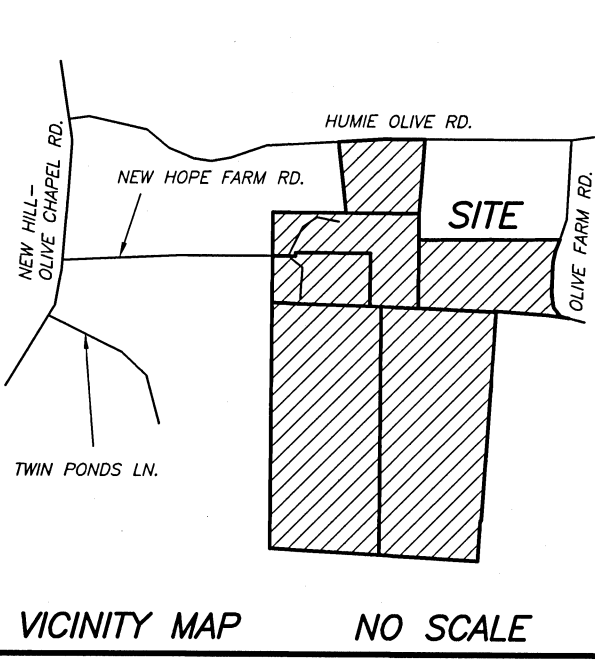 HUMIE OLIVE RD.
NEW HOPE FARM RD.
NEW HILL-
OLIVE CHAPEL RD.
SITE
OLIVE FARM RD.
TWIN PONDS LN.
VICINITY MAP
NO SCALE